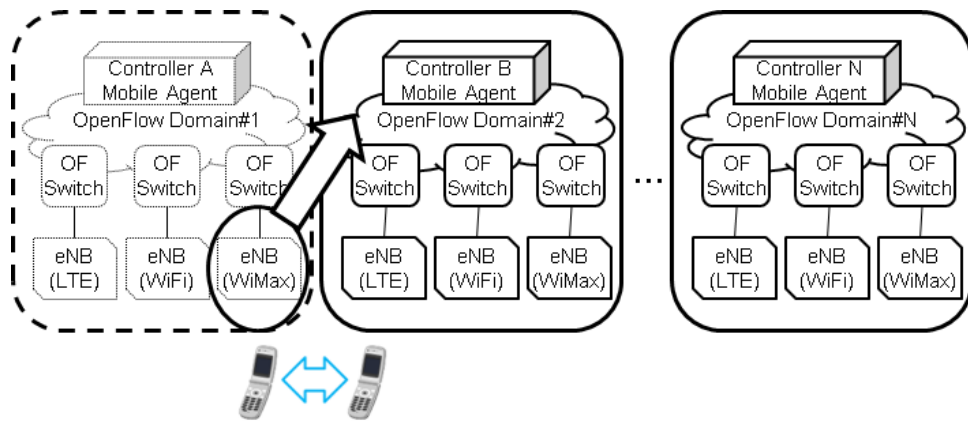 Controller A
Mobile Agent
OpenFlow Domain#1
OF
Switch
OF
Switch
OF
Switch
eNB
(LTE)
eNB
(WiFi)
eNB
(WiMax)
Controller B
Mobile Agent
OpenFlow Domain#2
OF
Switch
OF
Switch
OF
Switch
eNB
(LTE)
eNB
(WiFi)
eNB
(WiMax)
...
Controller N
Mobile Agent
OpenFlow Domain#N
OF
Switch
OF
Switch
OF
Switch
eNB
(LTE)
eNB
(WiFi)
eNB
(WiMax)